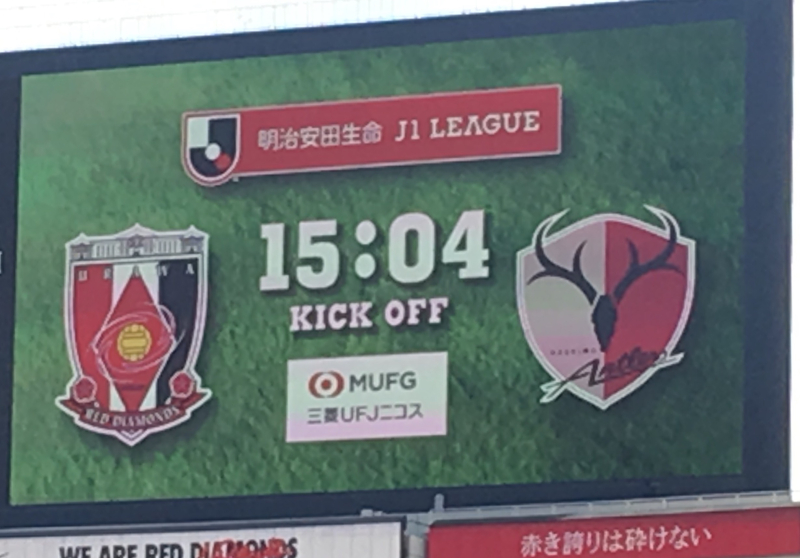 明治安田生命 J1 LEAGUE
URAWA
15:04
KICK OFF
RED DIAMONDS
MUFG
三菱UFJニコス
KASHIMA
Antlers
WE ARE RED DIAMONDS
赤き誇りは砕けない